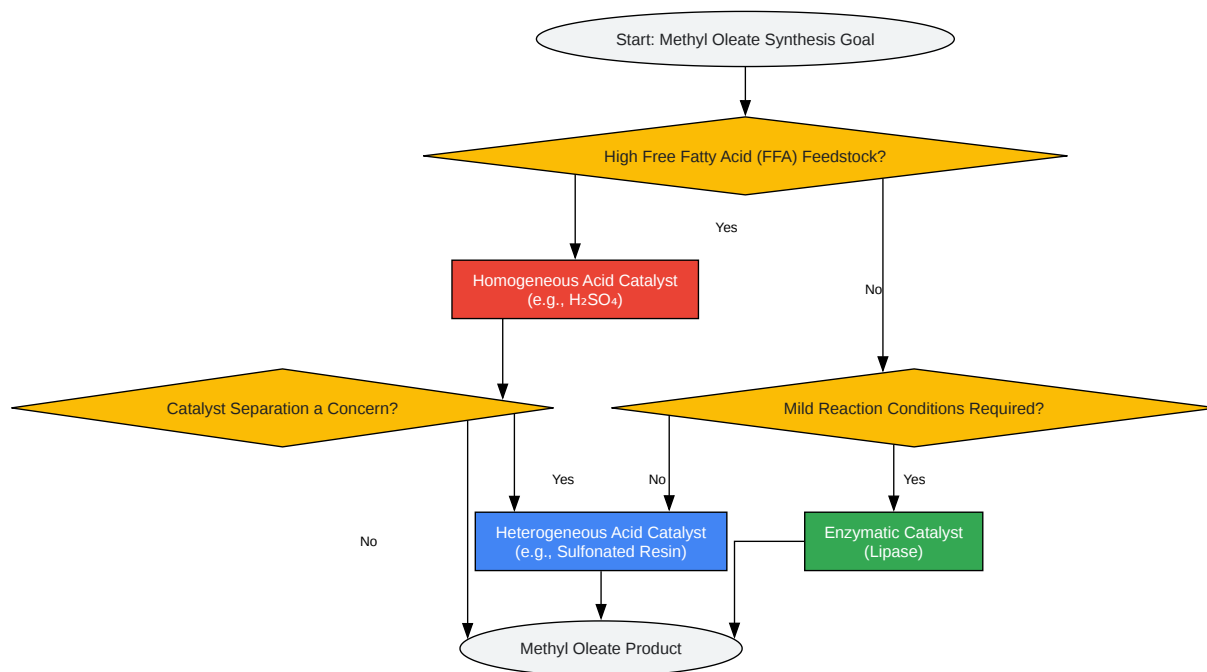 Start: Methyl Oleate Synthesis Goal
High Free Fatty Acid (FFA) Feedstock?
Yes
Homogeneous Acid Catalyst
(e.g., H₂SO₄)
No
Catalyst Separation a Concern?
Mild Reaction Conditions Required?
Yes
No
Yes
No
Heterogeneous Acid Catalyst
(e.g., Sulfonated Resin)
Enzymatic Catalyst
(Lipase)
Methyl Oleate Product